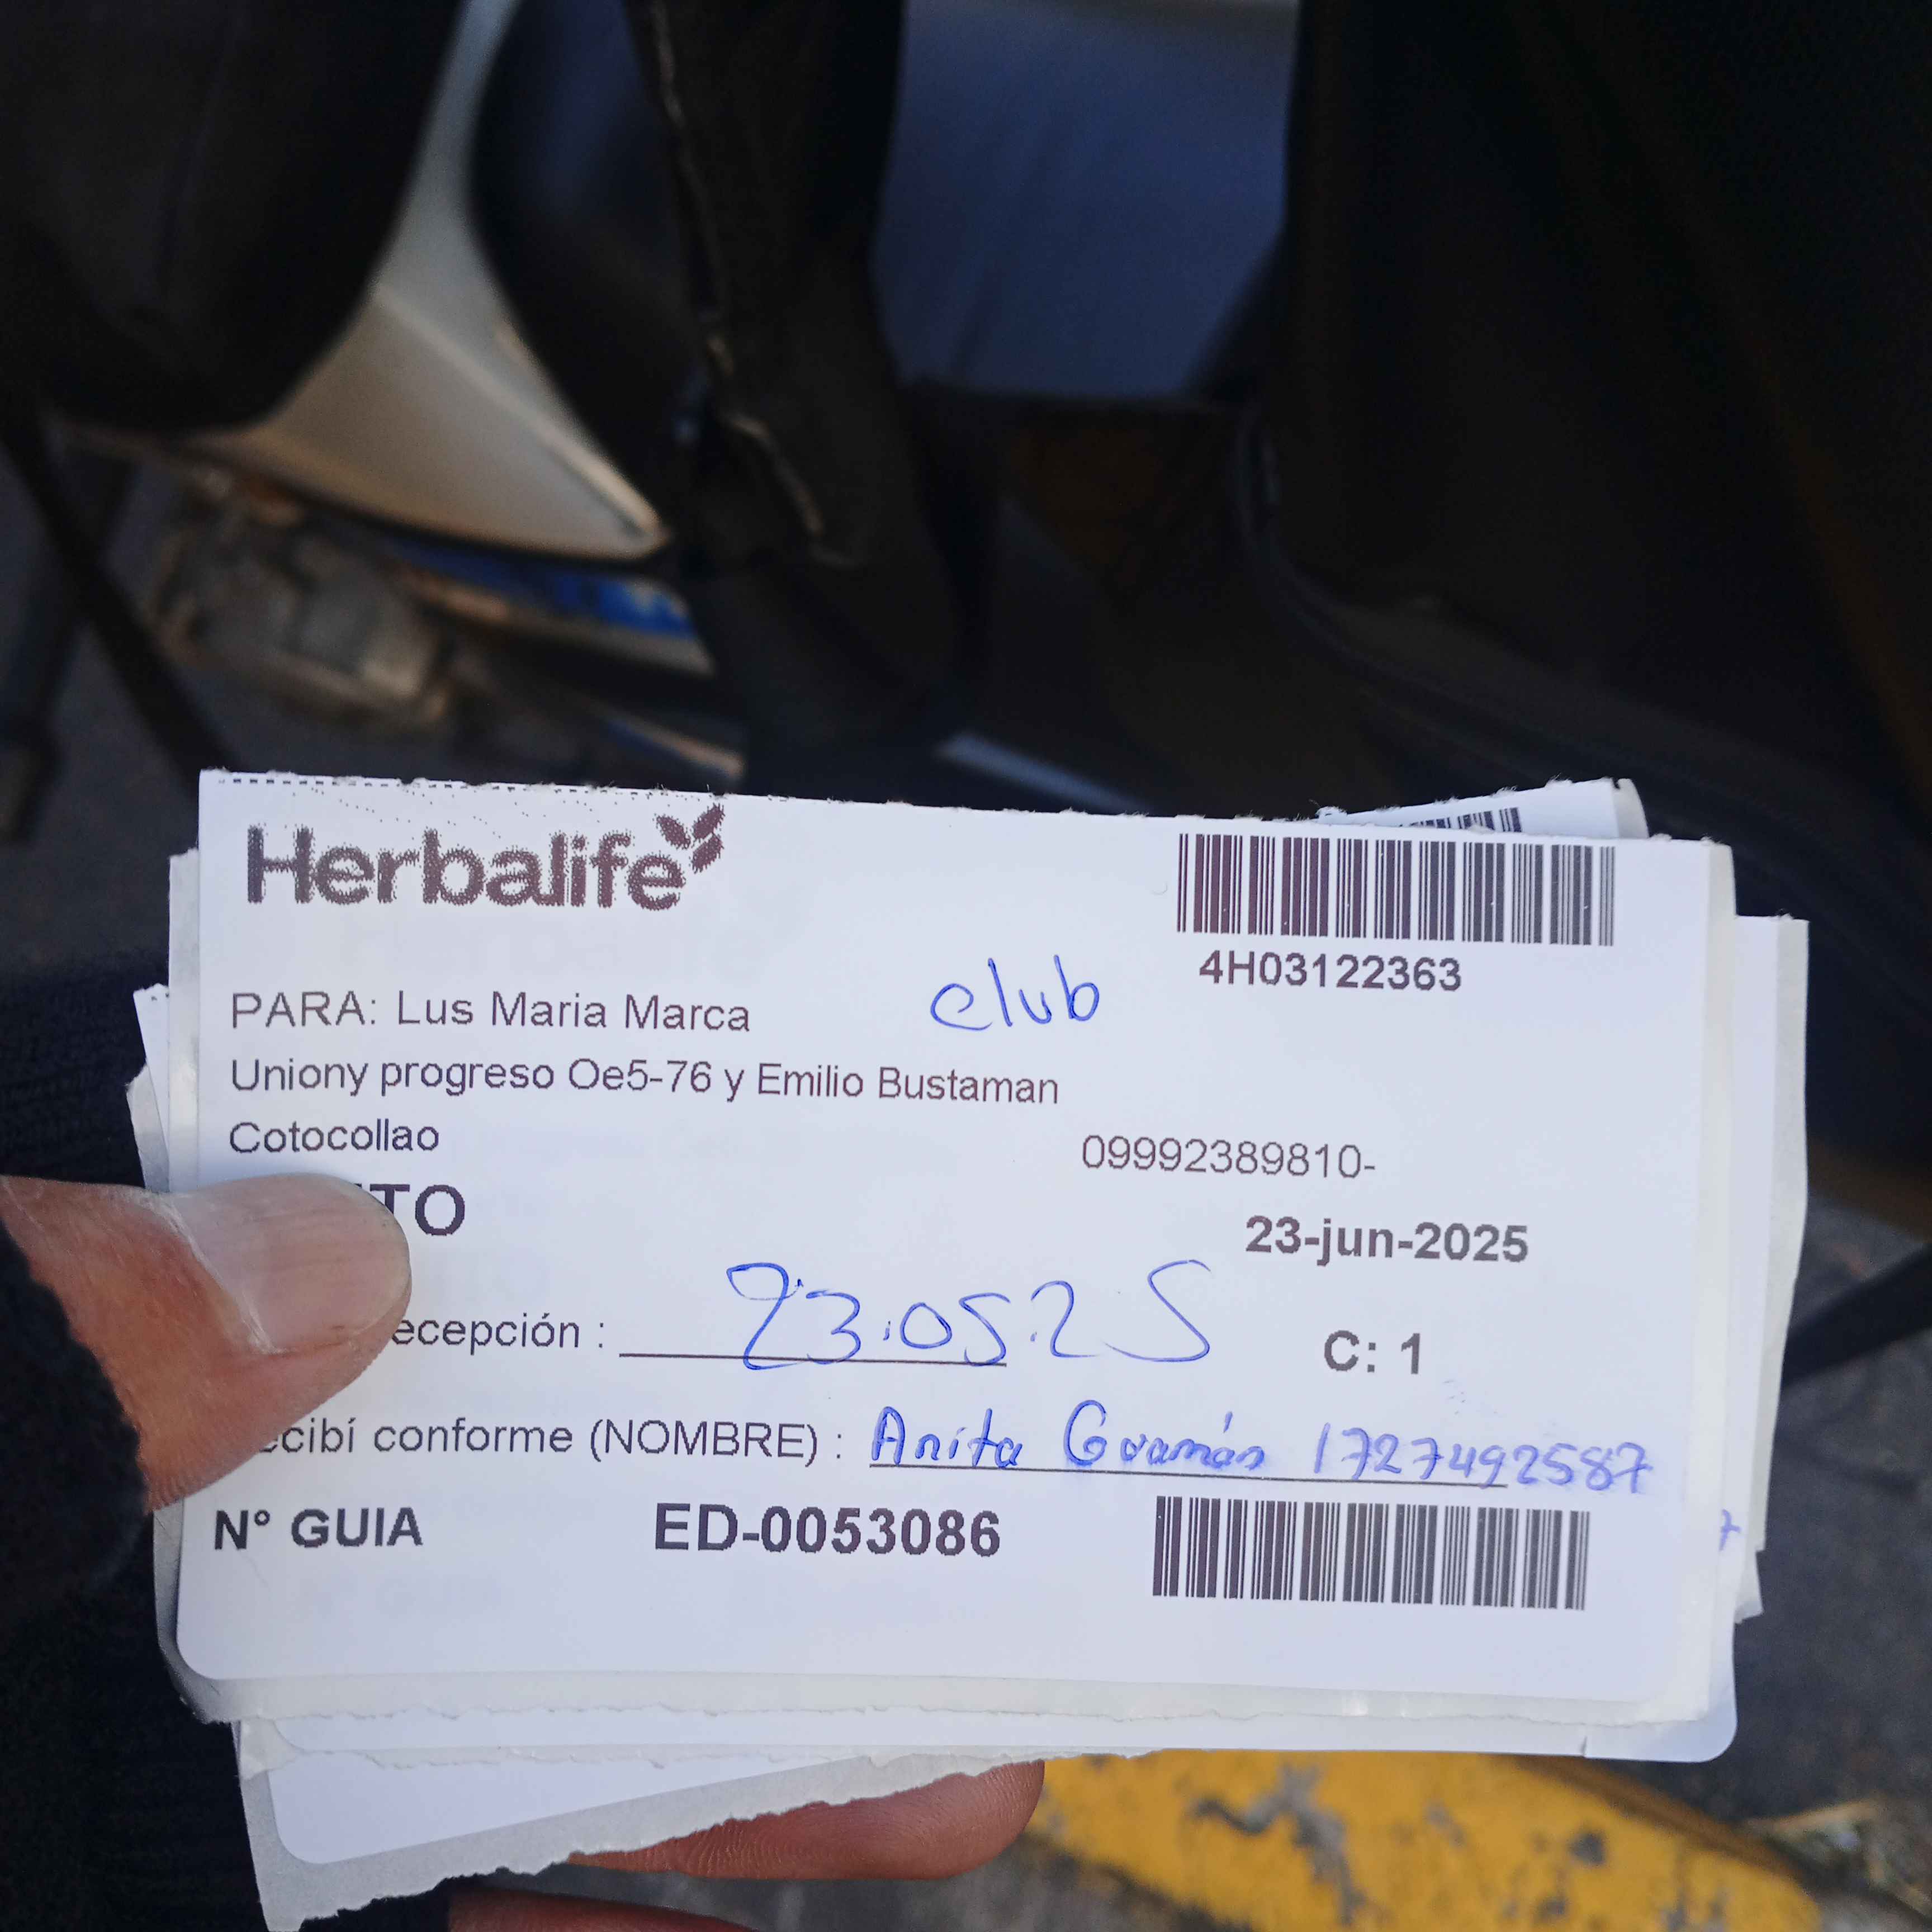 Herbalife
4H03122363
club
PARA: Lus Maria Marca
Uniony progreso Oe5-76 y Emilio Bustaman
Cotocollao
09992389810-
TO
23-jun-2025
ecepción : 23.05.25
C: 1
ecibí conforme (NOMBRE) : Anita Guamán 1727492587
N° GUIA ED-0053086